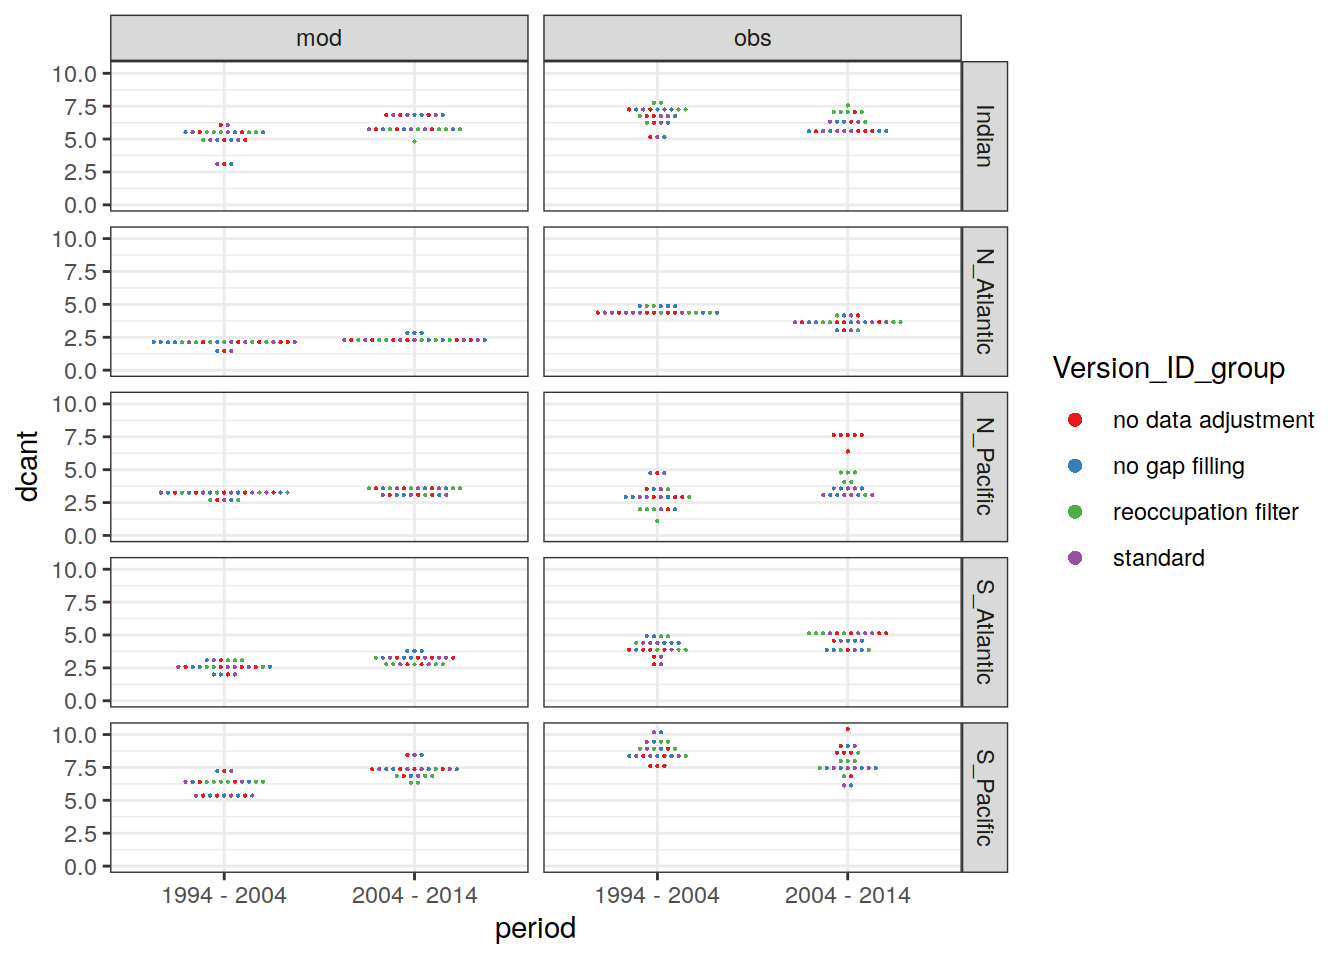 mod obs
10.0
7.5
5.0
2.5
0.0
Indian
10.0
7.5
5.0
2.5
0.0
N_Atlantic
10.0
7.5
5.0
2.5
0.0
N_Pacific
10.0
7.5
5.0
2.5
0.0
S_Atlantic
10.0
7.5
5.0
2.5
0.0
S_Pacific
dcant
1994 - 2004 2004 - 2014 1994 - 2004 2004 - 2014
period
Version_ID_group
no data adjustment
no gap filling
reoccupation filter
standard